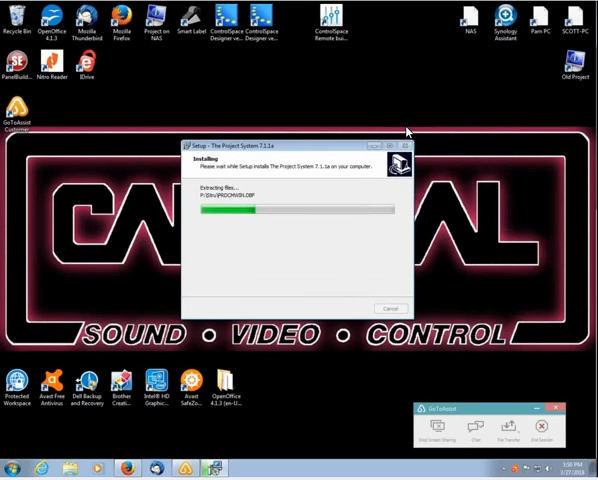 Recycle Bin
OpenOffice 4.1.3
Mozilla Thunderbird
Mozilla Firefox
Project on NAS
Smart Label
ControlSpace Designer ve...
ControlSpace Designer ve...
ControlSpace Remote bui...
NAS
Synology Assistant
Pam PC
SCOTT-PC
PanelBuild...
Nitro Reader
IDrive
Old Project
GoToAssist Customer
Setup - The Project System 7.1.1a
Installing
Please wait while Setup installs The Project System 7.1.1a on your computer.
Extracting files...
Cancel
SOUND • VIDEO • CONTROL
Protected Workspace
Avast Free Antivirus
Dell Backup and Recovery
Brother Creati...
Intel® HD Graphic...
Avast SafeZo...
OpenOffice 4.1.3 (en-U...
GoToAssist
Stop Screen Sharing
Chat
File Transfer
End Session
3:56 PM
3/27/2018